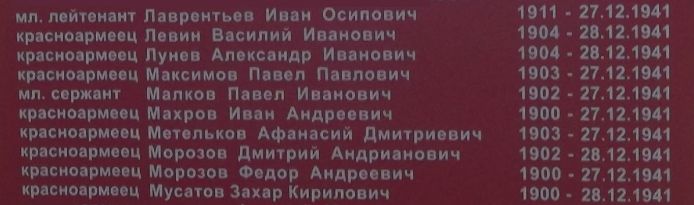 мл. лейтенант Лаврентьев Иван Осипович 1911 - 27.12.1941
красноармеец Левин Василий Иванович 1904 - 28.12.1941
красноармеец Лунев Александр Иванович 1904 - 28.12.1941
красноармеец Максимов Павел Павлович 1903 - 27.12.1941
мл. сержант Малков Павел Иванович 1902 - 27.12.1941
красноармеец Махров Иван Андреевич 1900 - 27.12.1941
красноармеец Метельков Афанасий Дмитриевич 1903 - 27.12.1941
красноармеец Морозов Дмитрий Андрианович 1902 - 28.12.1941
красноармеец Морозов Федор Андреевич 1900 - 27.12.1941
красноармеец Мусатов Захар Кирилович 1900 - 28.12.1941